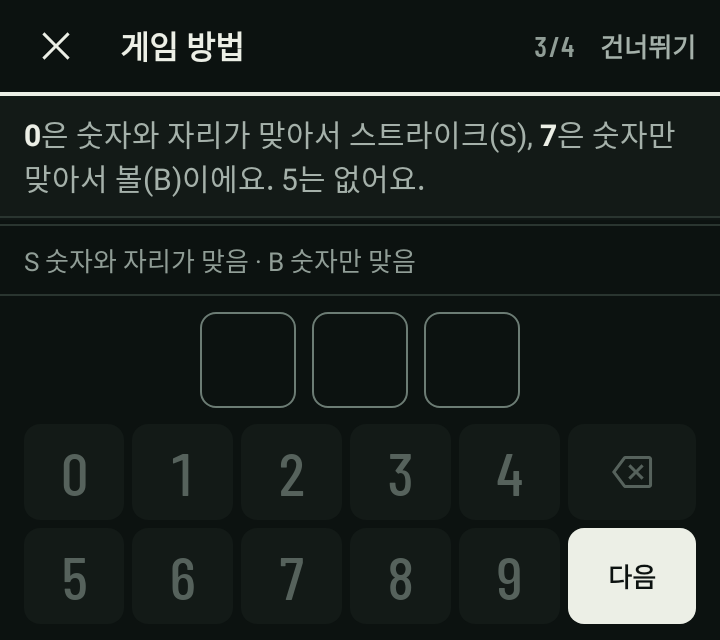 게임 방법
3/4 건너뛰기
0은 숫자와 자리가 맞아서 스트라이크(S), 7은 숫자만
맞아서 볼(B)이에요. 5는 없어요.
S 숫자와 자리가 맞음 · B 숫자만 맞음
0 1 2 3 4
5 6 7 8 9 다음